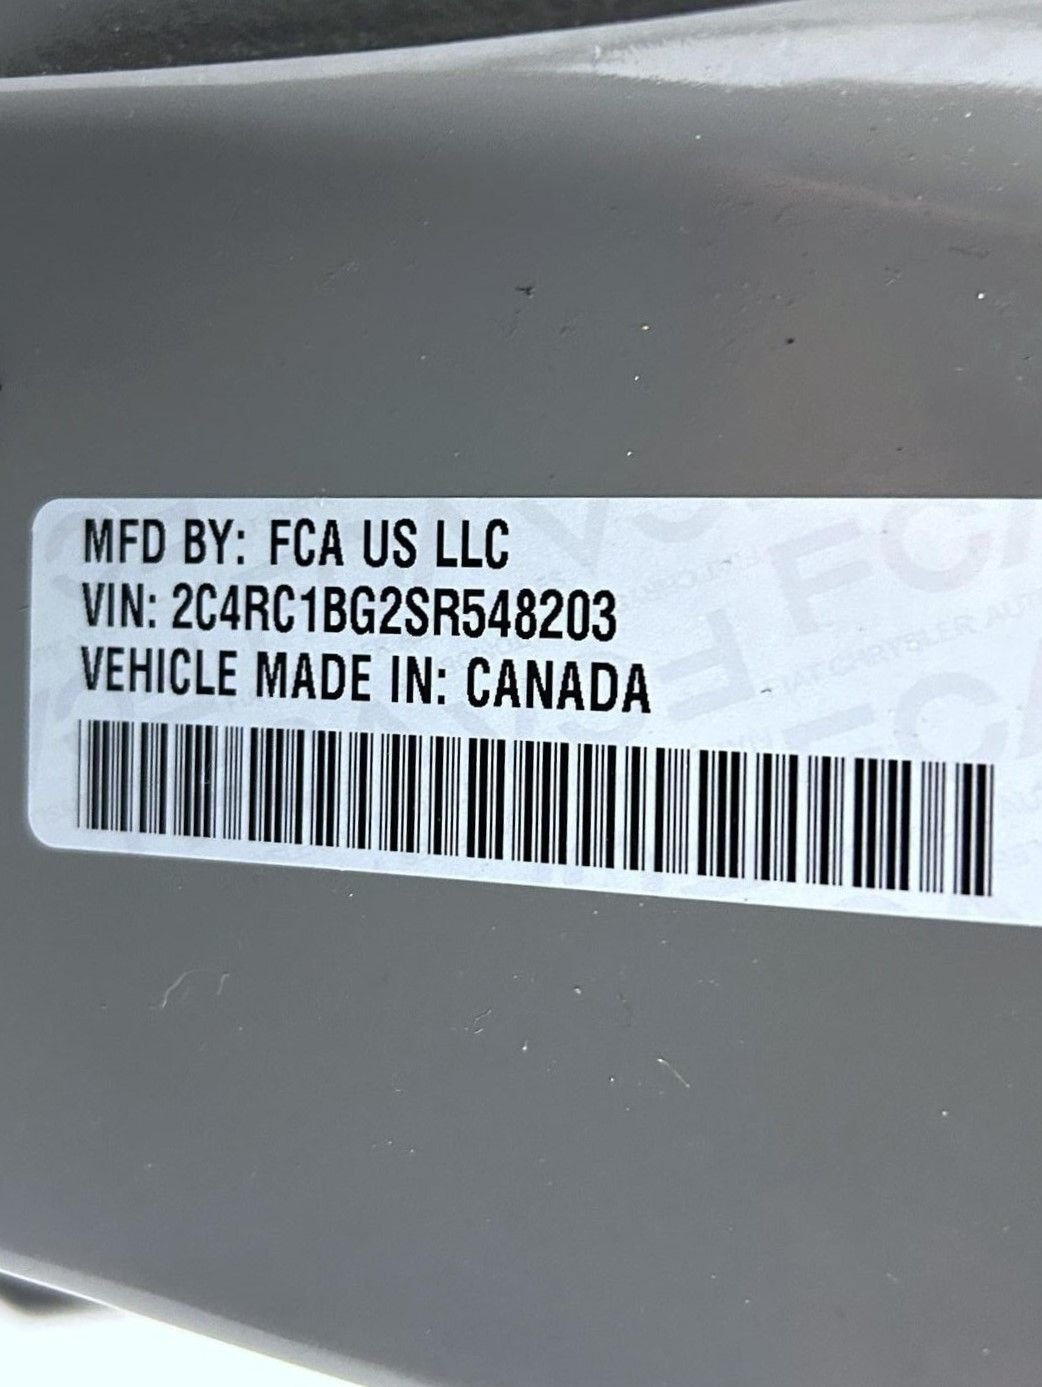 MFD BY: FCA US LLC
VIN: 2C4RC1BG2SR548203
VEHICLE MADE IN: CANADA